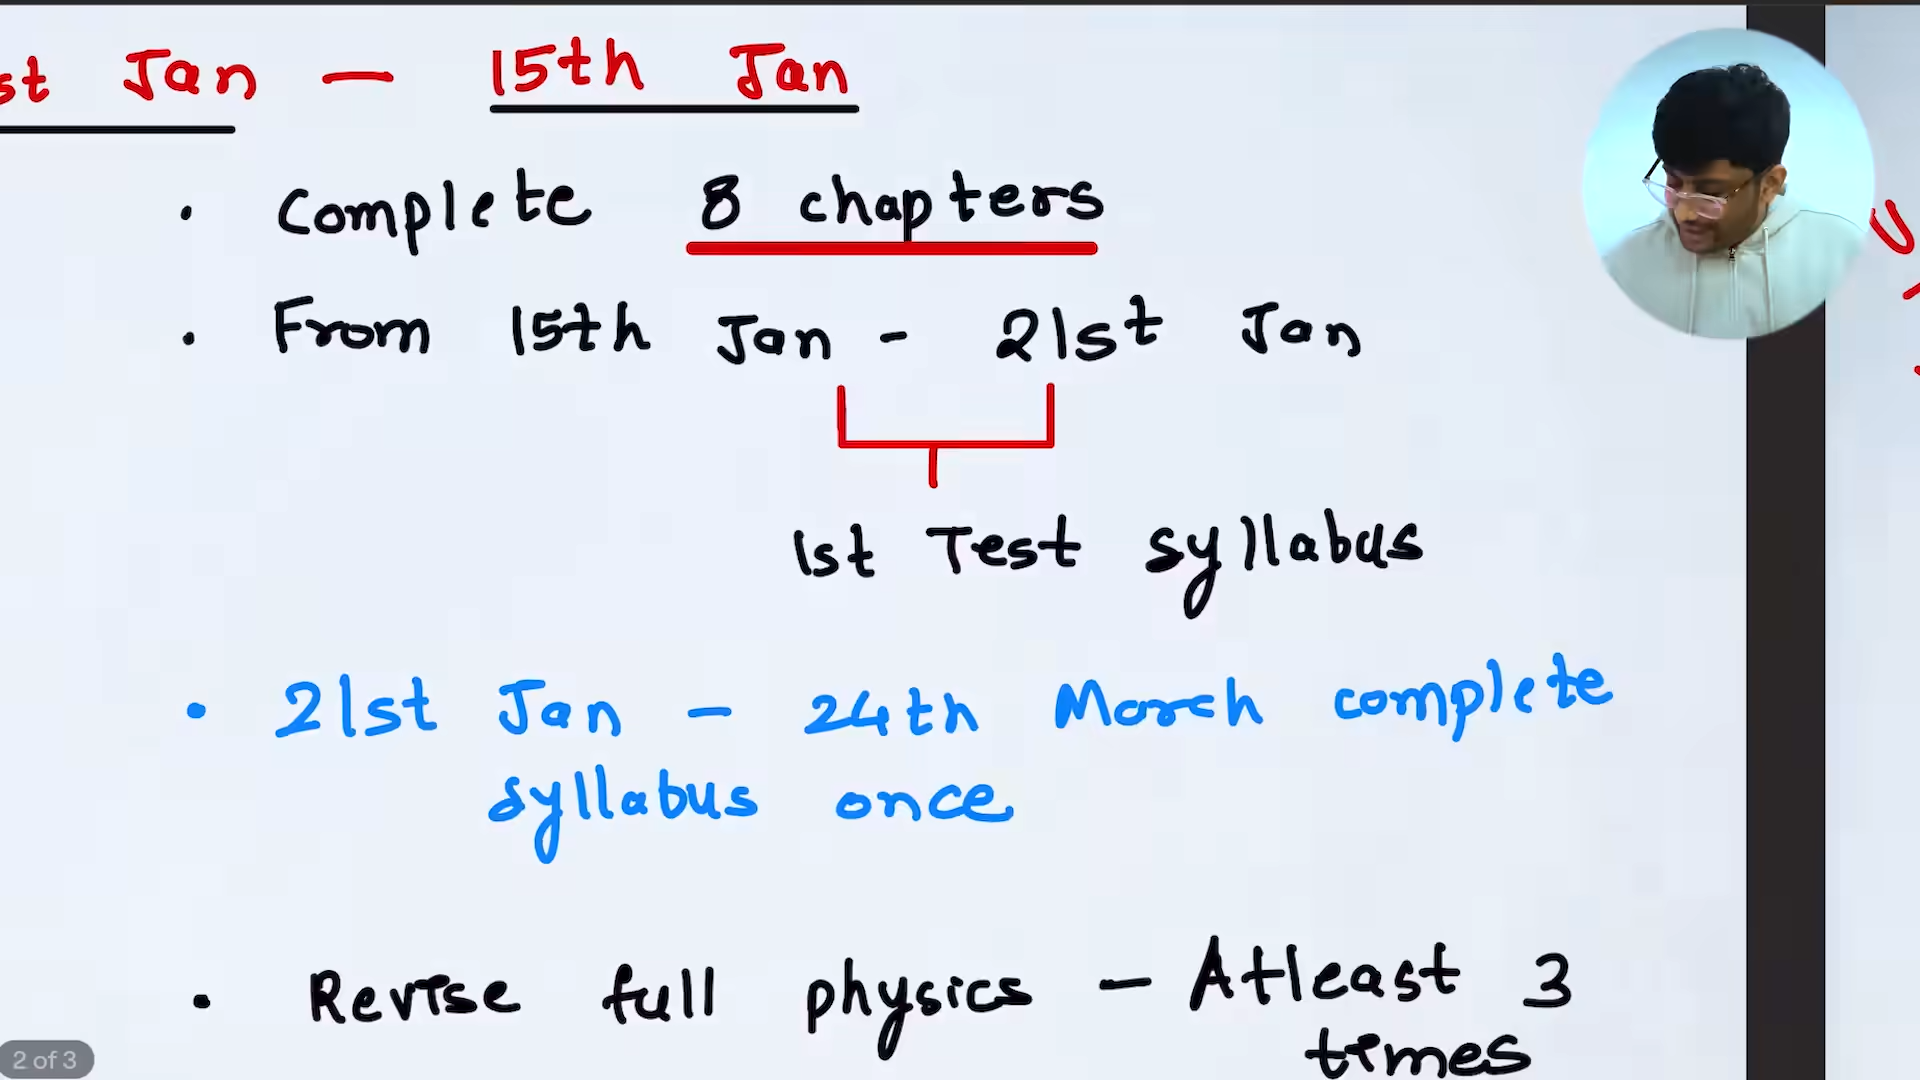 st Jan - 15th Jan
• Complete 8 chapters
• From 15th Jan - 21st Jan
1st Test syllabus
• 21st Jan - 24th March complete
syllabus once
• Revise full physics - Atleast 3
times
2 of 3